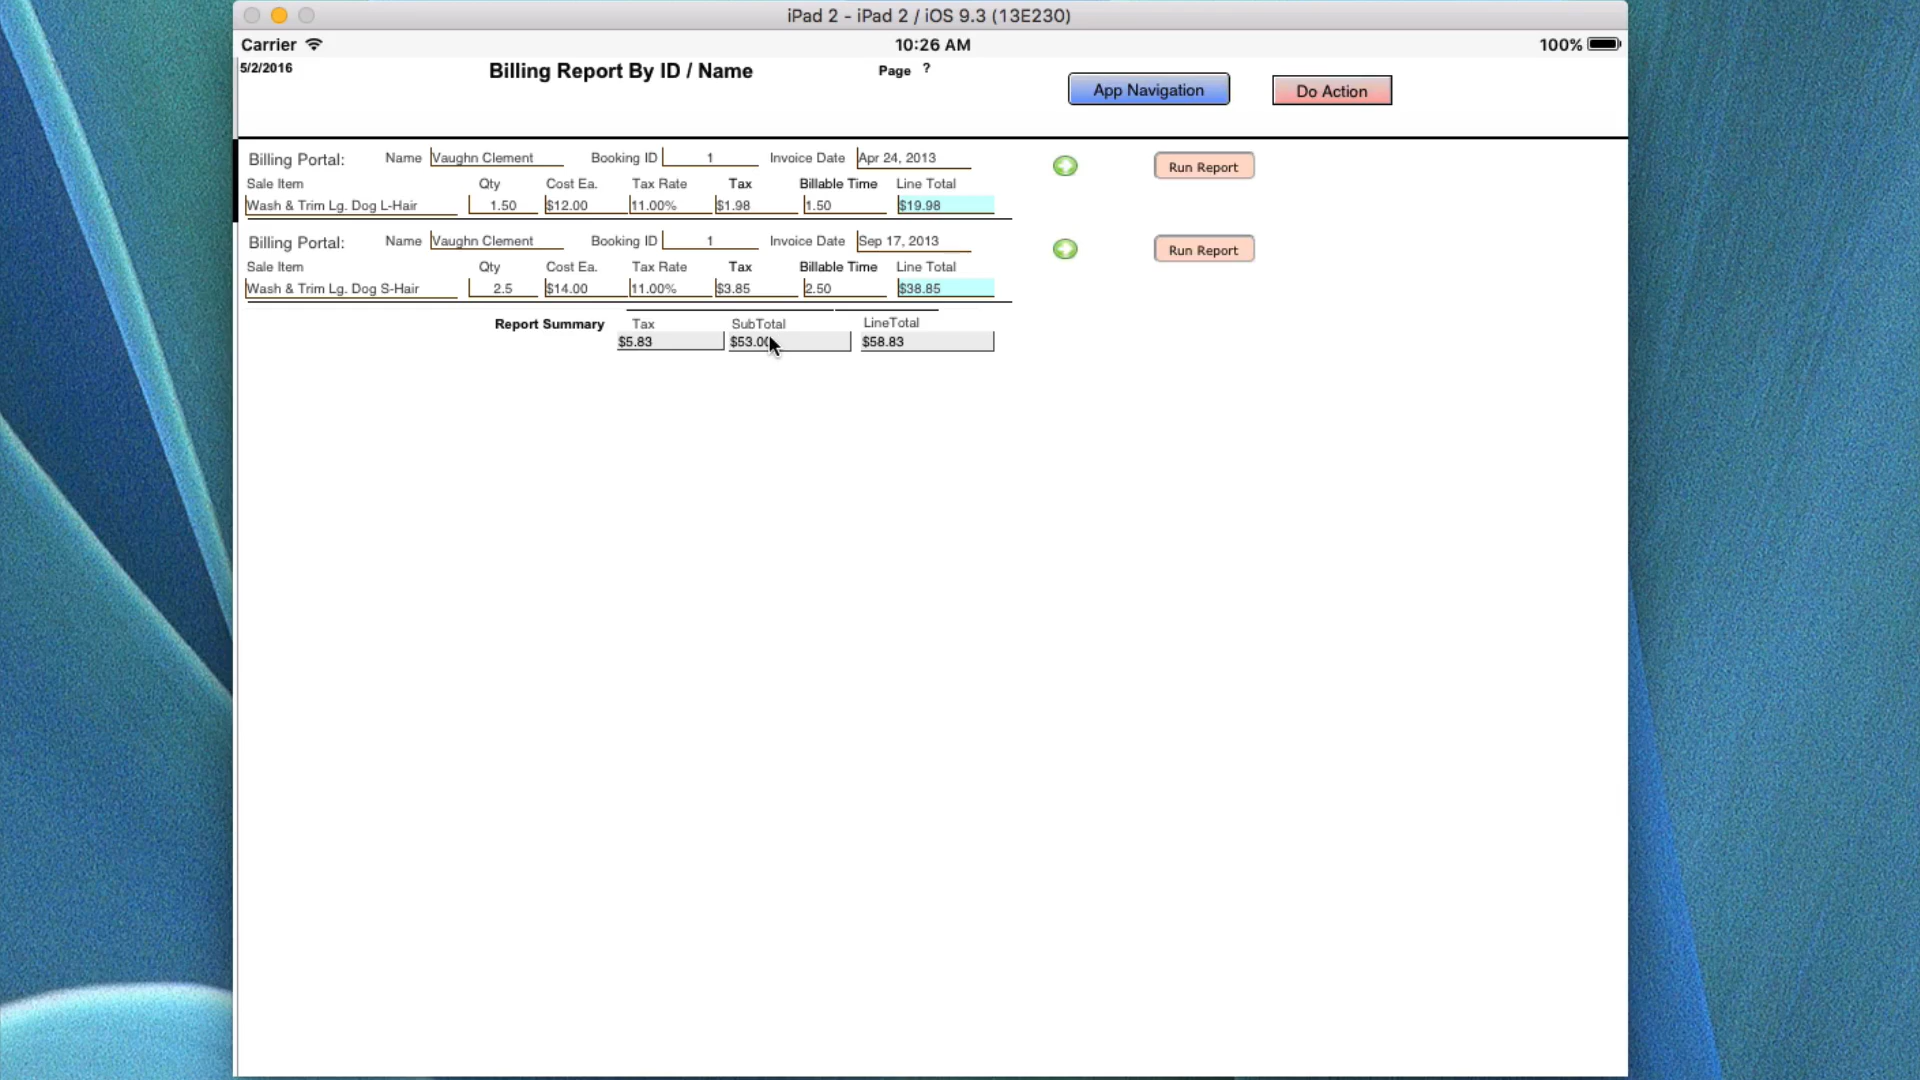 iPad 2 - iPad 2 / iOS 9.3 (13E230)
Carrier 10:26 AM 100%
5/2/2016 Billing Report By ID / Name Page ?
App Navigation Do Action
Billing Portal: Name Vaughn Clement Booking ID 1 Invoice Date Apr 24, 2013 Run Report
Sale Item Qty Cost Ea. Tax Rate Tax Billable Time Line Total
Wash & Trim Lg. Dog L-Hair 1.50 $12.00 11.00% $1.98 1.50 $19.98
Billing Portal: Name Vaughn Clement Booking ID 1 Invoice Date Sep 17, 2013 Run Report
Sale Item Qty Cost Ea. Tax Rate Tax Billable Time Line Total
Wash & Trim Lg. Dog S-Hair 2.5 $14.00 11.00% $3.85 2.50 $38.85
Report Summary Tax SubTotal LineTotal
$5.83 $53.00 $58.83